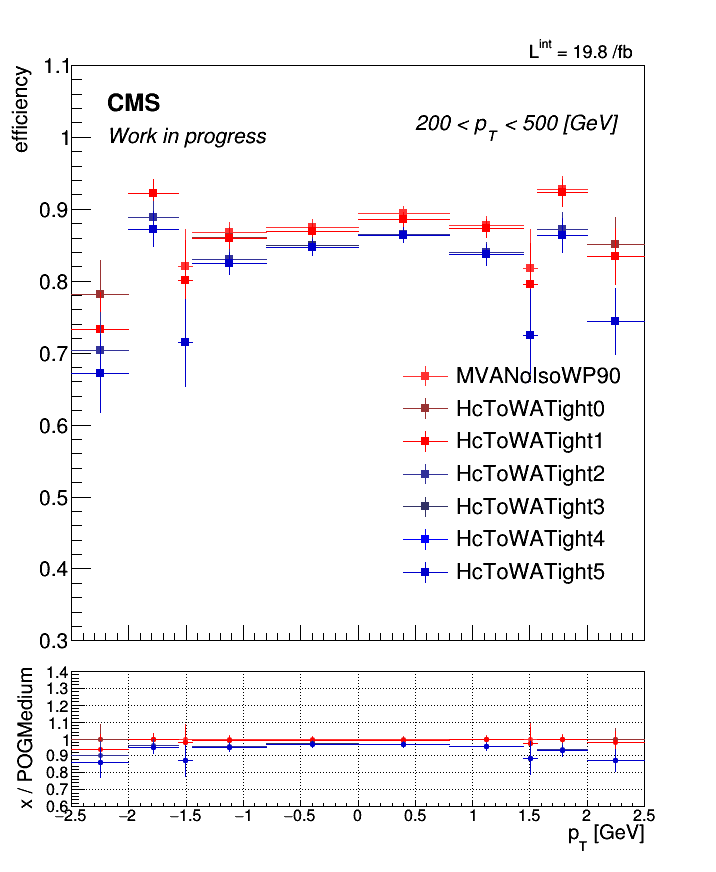 L^int = 19.8 /fb
efficiency
CMS
Work in progress
200 < p_T < 500 [GeV]
1.1
1
0.9
0.8
0.7
0.6
0.5
0.4
0.3
MVANoIsoWP90
HcToWATight0
HcToWATight1
HcToWATight2
HcToWATight3
HcToWATight4
HcToWATight5
x / POGMedium
1.4
1.3
1.2
1.1
1
0.9
0.8
0.7
0.6
−2.5 −2 −1.5 −1 −0.5 0 0.5 1 1.5 2 2.5
p_T [GeV]